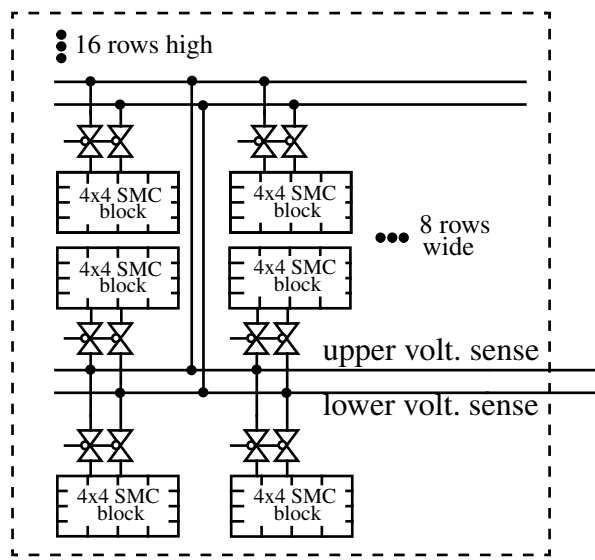 16 rows high
4x4 SMC
block
4x4 SMC
block
8 rows
wide
4x4 SMC
block
4x4 SMC
block
upper volt. sense
lower volt. sense
4x4 SMC
block
4x4 SMC
block